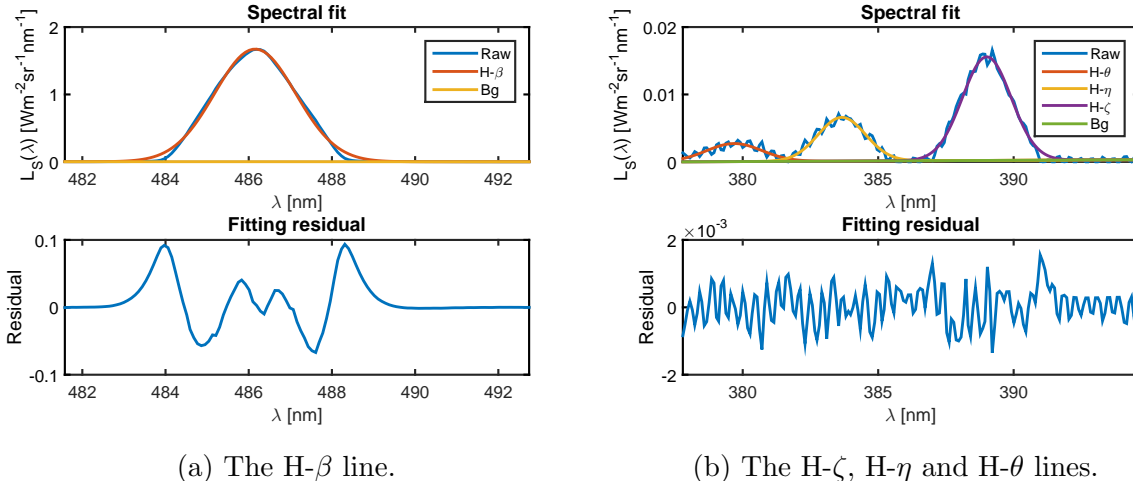 Spectral fit
L_S(λ) [Wm⁻²sr⁻¹nm⁻¹]
2
1
0
Raw
H-β
Bg
482 484 486 488 490 492
λ [nm]
Fitting residual
Residual
0.1
0
-0.1
482 484 486 488 490 492
λ [nm]
(a) The H-β line.
Spectral fit
L_S(λ) [Wm⁻²sr⁻¹nm⁻¹]
0.02
0.01
0
Raw
H-θ
H-η
H-ζ
Bg
380 385 390
λ [nm]
Fitting residual
×10⁻³
Residual
2
0
-2
380 385 390
λ [nm]
(b) The H-ζ, H-η and H-θ lines.